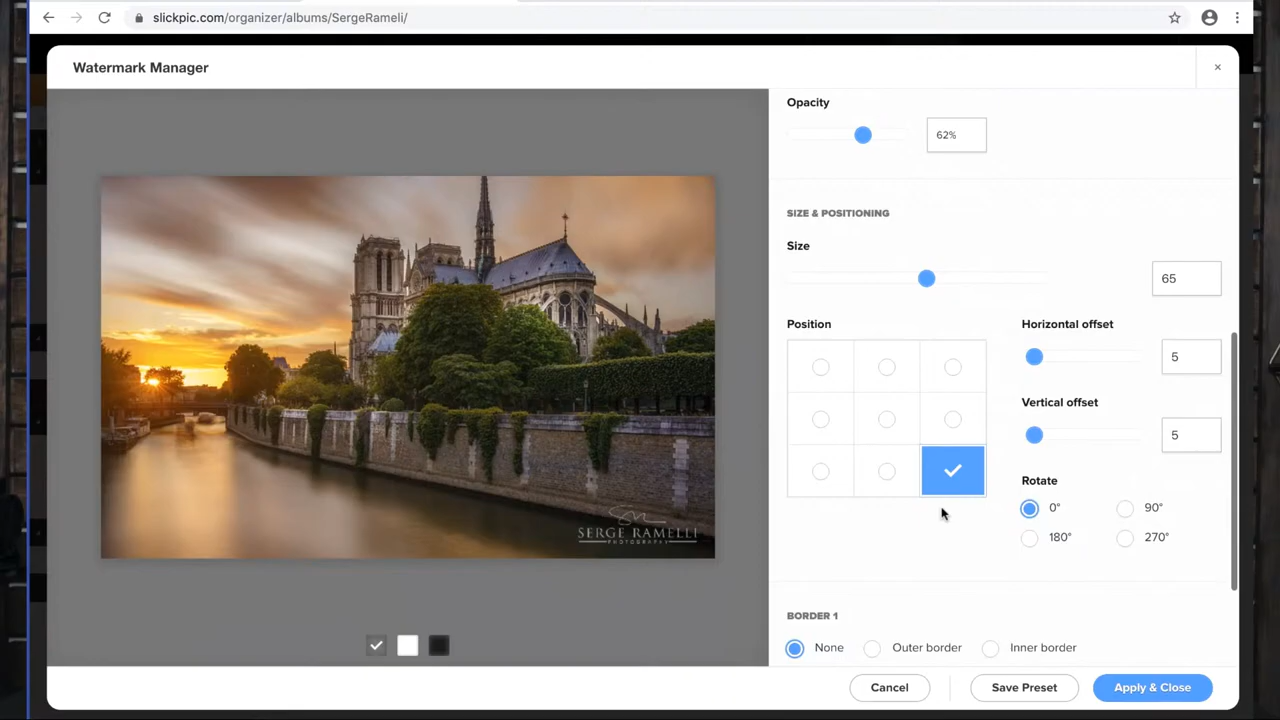 slickpic.com/organizer/albums/SergeRameli/
Watermark Manager
Opacity
62%
SIZE & POSITIONING
Size
65
Position
Horizontal offset
5
Vertical offset
5
Rotate
0°
90°
180°
270°
SERGE RAMELLI
PHOTOGRAPHY
BORDER 1
None
Outer border
Inner border
Cancel
Save Preset
Apply & Close